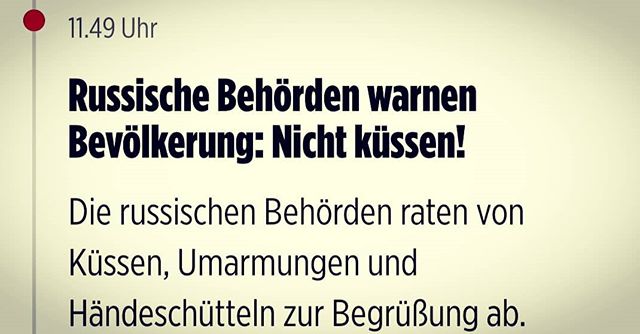 11.49 Uhr
Russische Behörden warnen
Bevölkerung: Nicht küssen!
Die russischen Behörden raten von
Küssen, Umarmungen und
Händeschütteln zur Begrüßung ab.